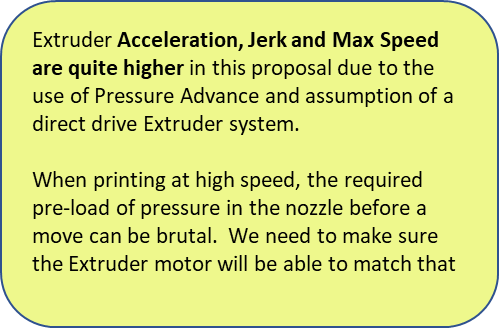 Extruder Acceleration, Jerk and Max Speed
are quite higher in this proposal due to the
use of Pressure Advance and assumption of a
direct drive Extruder system.

When printing at high speed, the required
pre-load of pressure in the nozzle before a
move can be brutal.  We need to make sure
the Extruder motor will be able to match that